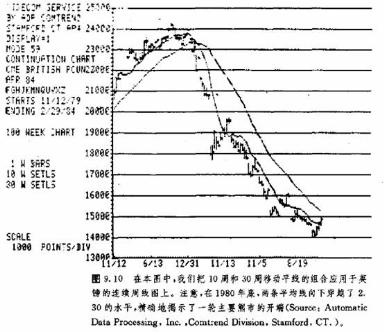 TELECOM SERVICE
BY ADP COMTREND
STAMFORD CT
DISPLAY=1
MODE 59
CONTINUATION CHART
CME BRITISH POUND
APR 84
FGHJKMNQUVXZ
STARTS 11/12/79
ENDING 2/29/84
100 WEEK CHART
1 W BARS
10 W SETLS
30 W SETLS
SCALE
1000 POINTS/DIV
25000
24000
23000
22000
21000
20000
19000
18000
17000
16000
15000
14000
13000
11/12 6/13 12/31 11/13 11/5 8/19
图 9.10 在本图中,我们把 10 周和 30 周移动平线的组合应用于英
镑的连续周线图上。注意,在 1980 年底,两条平均线向下穿越了 2.
30 的水平,精确地揭示了一轮主要熊市的开端(Source: Automatic
Data Processing, Inc. ,Comtrend Division, Stamford, CT.)。